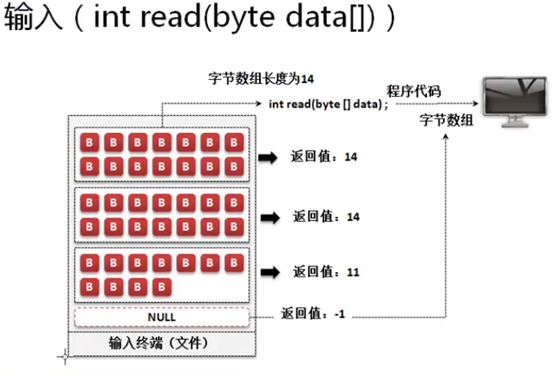 输入（int read(byte data[])）
字节数组长度为14
int read(byte [] data) ;
程序代码
字节数组
B B B B B B B
B B B B B B B
返回值：14
B B B B B B B
B B B B B B B
返回值：14
B B B B B B B
B B B B
返回值：11
NULL
返回值：-1
输入终端（文件）